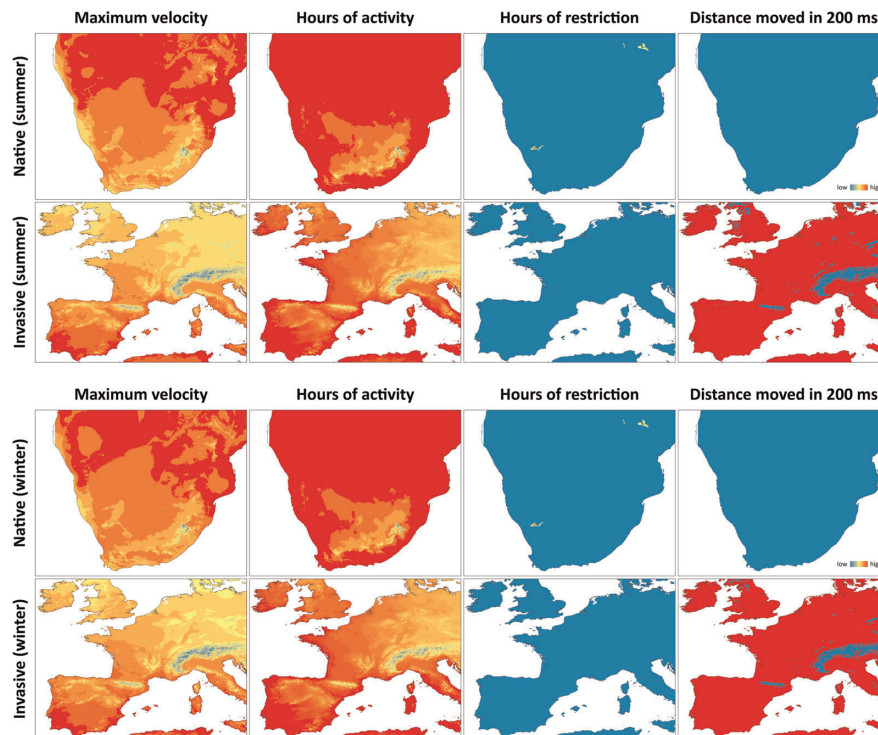 Maximum velocity Hours of activity Hours of restriction Distance moved in 200 ms
Native (summer)
low
Invasive (summer)
Maximum velocity Hours of activity Hours of restriction Distance moved in 200 ms
Native (winter)
low
Invasive (winter)